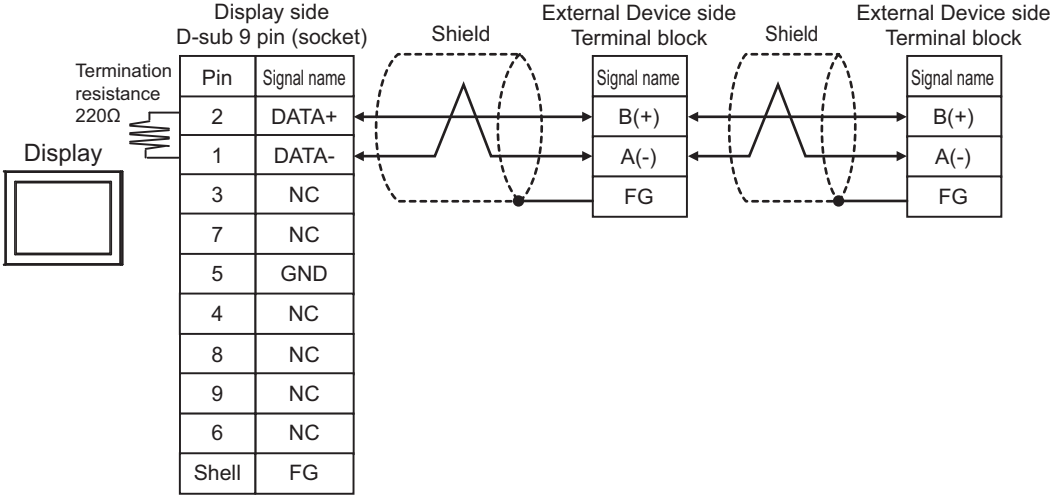 Display side
D-sub 9 pin (socket)
Shield
External Device side
Terminal block
Shield
External Device side
Terminal block
Termination
resistance
220Ω
Display
Pin Signal name
2 DATA+
1 DATA-
3 NC
7 NC
5 GND
4 NC
8 NC
9 NC
6 NC
Shell FG
Signal name
B(+)
A(-)
FG
Signal name
B(+)
A(-)
FG